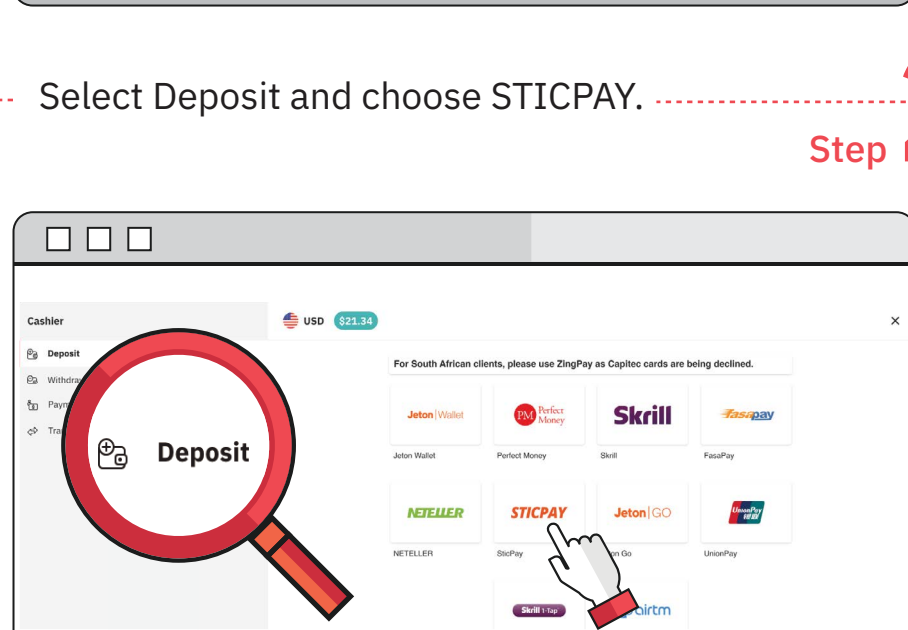 Select Deposit and choose STICPAY.
Step
Cashier
USD $21.34
Deposit
For South African clients, please use ZingPay as Capitec cards are being declined.
Jeton Wallet
PM Perfect Money
Skrill
Fasapay
Jeton Wallet
Perfect Money
Skrill
FasaPay
Deposit
NETELLER
STICPAY
Jeton GO
UnionPay
NETELLER
SticPay
Go
UnionPay
Skrill 1-Tap
airtm